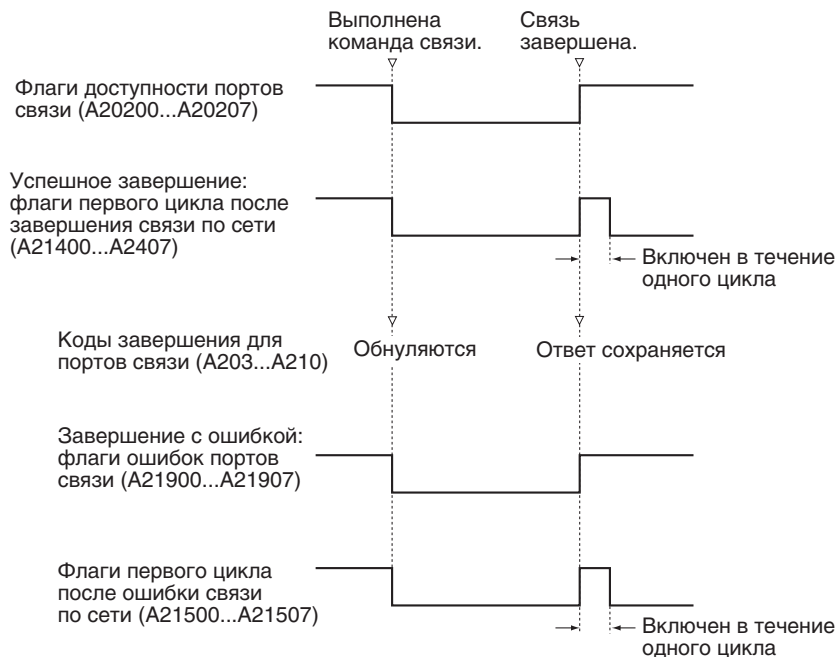 Выполнена
команда связи.
Связь
завершена.
Флаги доступности портов
связи (A20200...A20207)
Успешное завершение:
флаги первого цикла после
завершения связи по сети
(A21400...A2407)
Включен в течение
одного цикла
Коды завершения для
портов связи (A203...A210)
Обнуляются
Ответ сохраняется
Завершение с ошибкой:
флаги ошибок портов
связи (A21900...A21907)
Флаги первого цикла
после ошибки связи
по сети (A21500...A21507)
Включен в течение
одного цикла